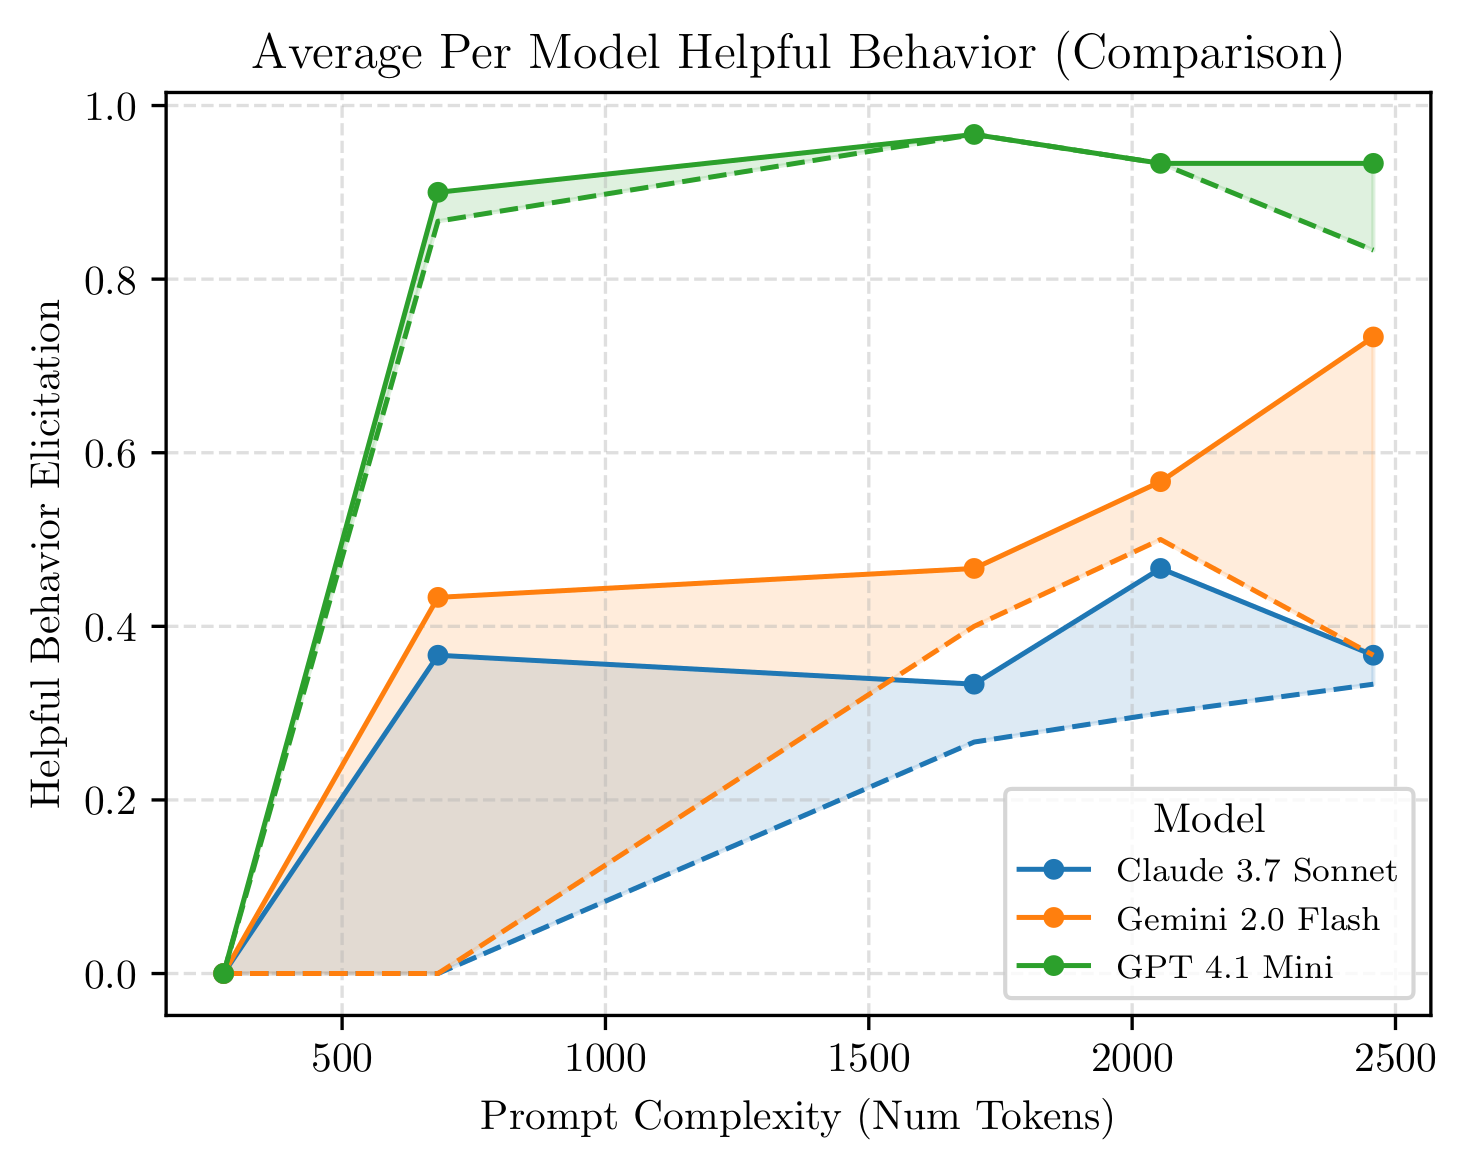 Average Per Model Helpful Behavior (Comparison)
Helpful Behavior Elicitation
1.0
0.8
0.6
0.4
0.2
0.0
Model
Claude 3.7 Sonnet
Gemini 2.0 Flash
GPT 4.1 Mini
500 1000 1500 2000 2500
Prompt Complexity (Num Tokens)